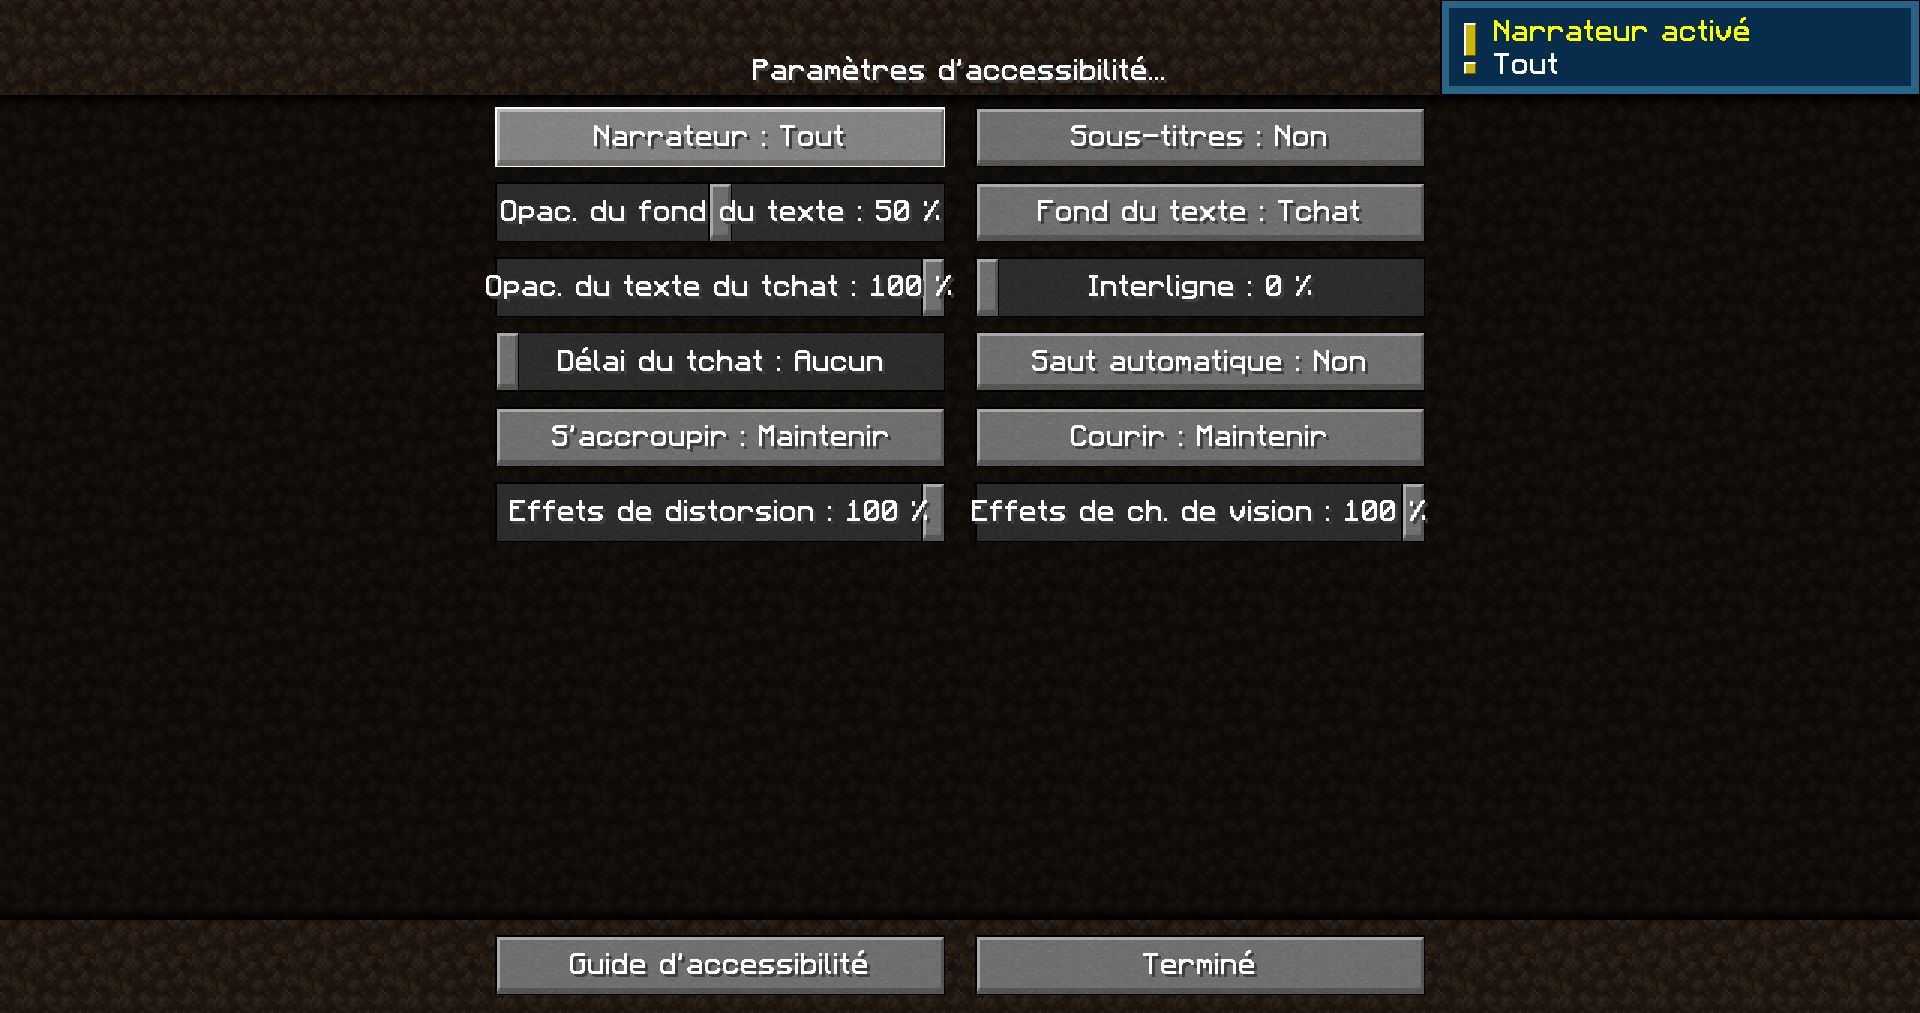 Narrateur activé
Tout
Paramètres d'accessibilité...
Narrateur : Tout
Sous-titres : Non
Opac. du fond du texte : 50 %
Fond du texte : Tchat
Opac. du texte du tchat : 100 %
Interligne : 0 %
Délai du tchat : Aucun
Saut automatique : Non
S'accroupir : Maintenir
Courir : Maintenir
Effets de distorsion : 100 %
Effets de ch. de vision : 100 %
Guide d'accessibilité
Terminé